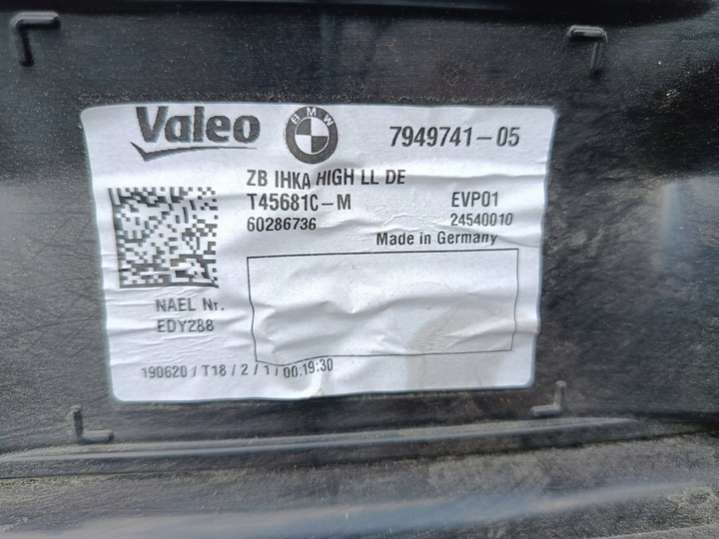 Valeo BMW 7949741-05
ZB IHKA HIGH LL DE
T45681C-M EVP01
60286736 24540010
Made in Germany
NAEL Nr.
EDY288
190620 / T18 / 2 / 1 / 00:19:30